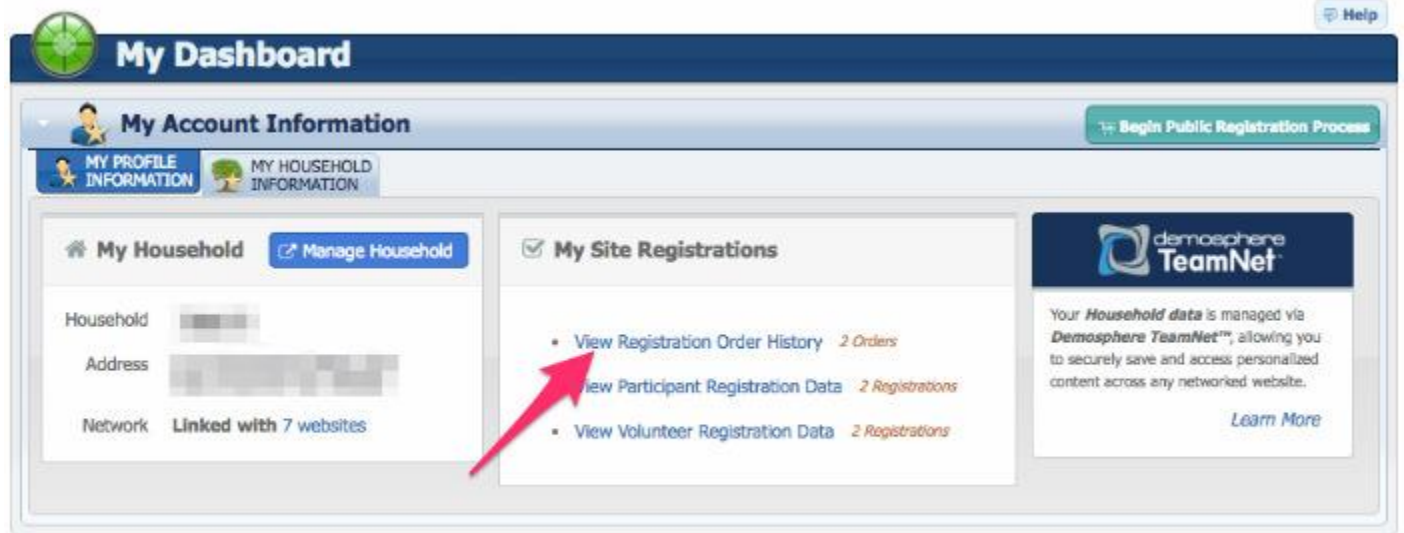 Help
My Dashboard
My Account Information
Begin Public Registration Process
MY PROFILE
INFORMATION
MY HOUSEHOLD
INFORMATION
My Household
Manage Household
Household
Address
Network Linked with 7 websites
My Site Registrations
View Registration Order History 2 Orders
View Participant Registration Data 2 Registrations
View Volunteer Registration Data 2 Registrations
demosphere
TeamNet
Your Household data is managed via
Demosphere TeamNet™, allowing you
to securely save and access personalized
content across any networked website.
Learn More